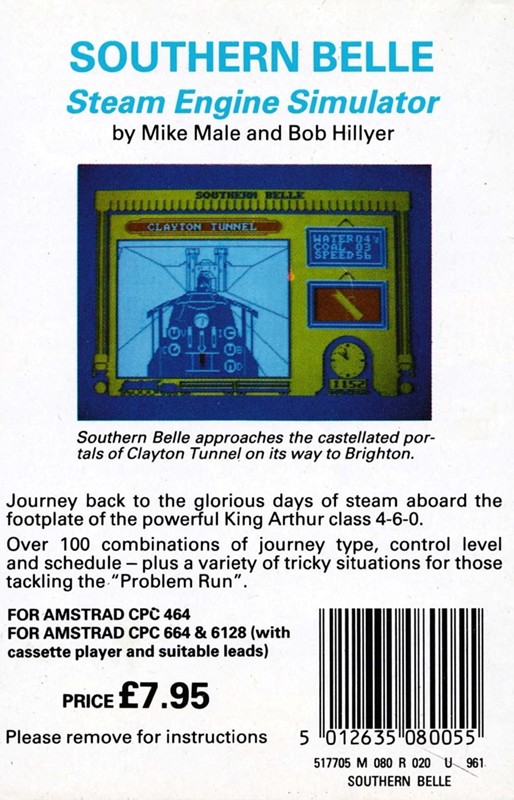 SOUTHERN BELLE
Steam Engine Simulator
by Mike Male and Bob Hillyer
SOUTHERN BELLE
CLAYTON TUNNEL
WATER04½
COAL 03
SPEED56
1152
Southern Belle approaches the castellated por-
tals of Clayton Tunnel on its way to Brighton.
Journey back to the glorious days of steam aboard the
footplate of the powerful King Arthur class 4-6-0.
Over 100 combinations of journey type, control level
and schedule – plus a variety of tricky situations for those
tackling the “Problem Run”.
FOR AMSTRAD CPC 464
FOR AMSTRAD CPC 664 & 6128 (with
cassette player and suitable leads)
PRICE £7.95
Please remove for instructions
5 012635 080055
517705 M 080 R 020 U 961
SOUTHERN BELLE